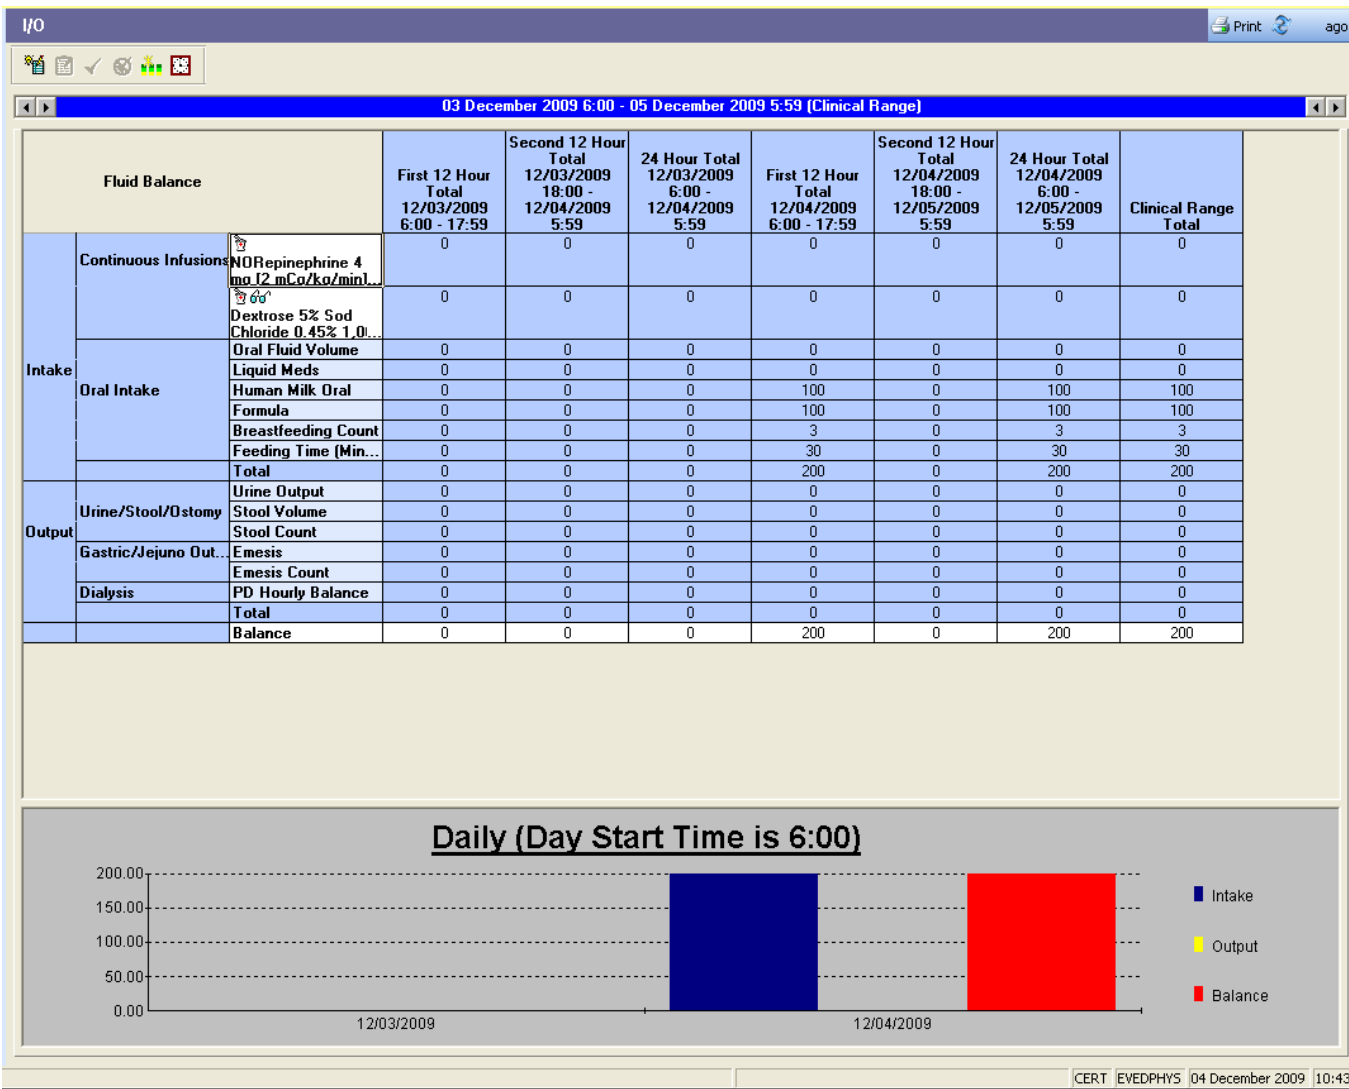 I/O
Print
ago
03 December 2009 6:00 - 05 December 2009 5:59 (Clinical Range)
Fluid Balance
First 12 Hour
Total
12/03/2009
6:00 - 17:59
Second 12 Hour
Total
12/03/2009
18:00 -
12/04/2009
5:59
24 Hour Total
12/03/2009
6:00 -
12/04/2009
5:59
First 12 Hour
Total
12/04/2009
6:00 - 17:59
Second 12 Hour
Total
12/04/2009
18:00 -
12/05/2009
5:59
24 Hour Total
12/04/2009
6:00 -
12/05/2009
5:59
Clinical Range
Total
Intake
Continuous Infusions
NORepinephrine 4
mg [2 mCg/kg/min]...
0 0 0 0 0 0 0
Dextrose 5% Sod
Chloride 0.45% 1,0...
0 0 0 0 0 0 0
Oral Intake
Oral Fluid Volume 0 0 0 0 0 0 0
Liquid Meds 0 0 0 0 0 0 0
Human Milk Oral 0 0 0 100 0 100 100
Formula 0 0 0 100 0 100 100
Breastfeeding Count 0 0 0 3 0 3 3
Feeding Time (Min... 0 0 0 30 0 30 30
Total 0 0 0 200 0 200 200
Output
Urine/Stool/Ostomy
Urine Output 0 0 0 0 0 0 0
Stool Volume 0 0 0 0 0 0 0
Stool Count 0 0 0 0 0 0 0
Gastric/Jejuno Out...
Emesis 0 0 0 0 0 0 0
Emesis Count 0 0 0 0 0 0 0
Dialysis
PD Hourly Balance 0 0 0 0 0 0 0
Total 0 0 0 0 0 0 0
Balance 0 0 0 200 0 200 200
Daily (Day Start Time is 6:00)
200.00
150.00
100.00
50.00
0.00
12/03/2009
12/04/2009
Intake
Output
Balance
CERT EVEDPHYS 04 December 2009 10:43